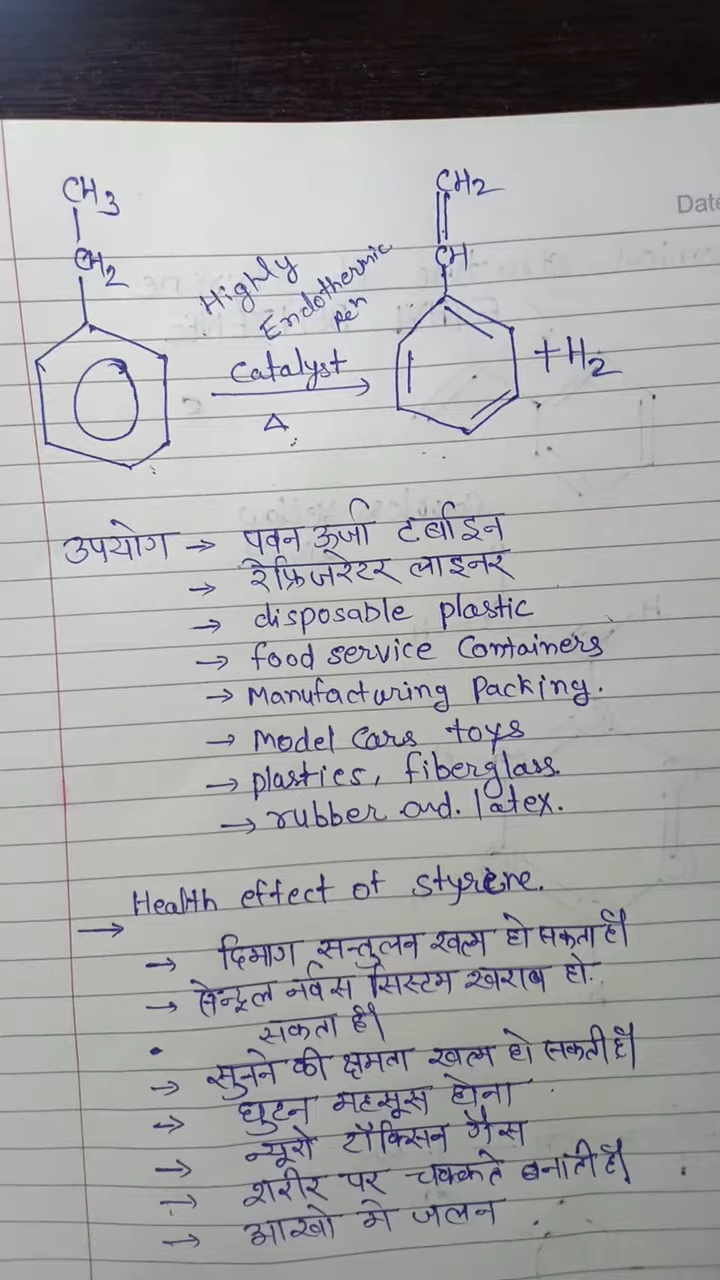 CH3
CH2
Highly
Endothermic
rxn
Catalyst
Δ
CH2
CH
+H2
Date
उपयोग → पवन ऊर्जा टर्बाइन
→ रेफ्रिजरेटर लाइनर
→ disposable plastic
→ food service Containers
→ Manufacturing Packing.
→ Model Cars toys
→ plastics, fiberglass.
→ rubber and. latex.
→ Health effect of styrene.
→ दिमाग सन्तुलन खत्म हो सकता है।
→ सेन्ट्रल नर्वस सिस्टम खराब हो
सकता है।
→ सुनने की क्षमता खत्म हो सकती है।
→ घुटन महसूस होना
→ न्यूरो टॉक्सिन गैस
→ शरीर पर चकत्ते बनाती है।
→ आखो मे जलन